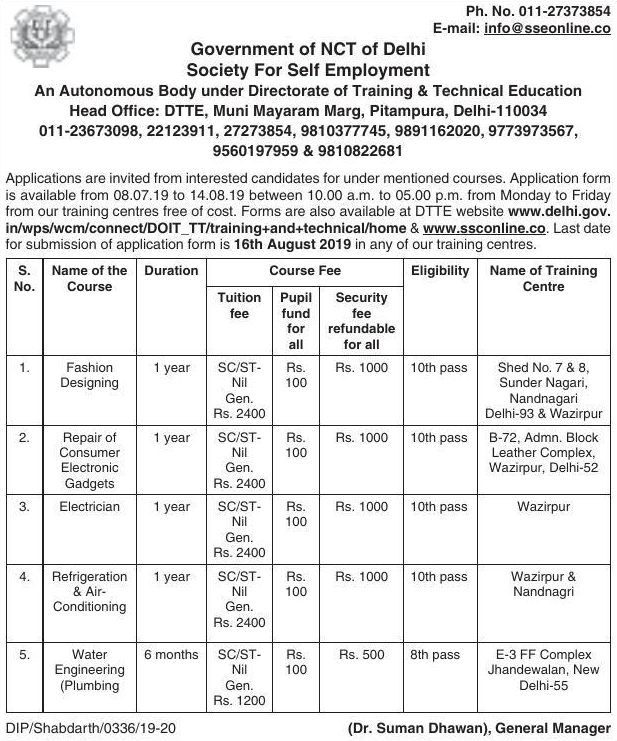 Ph. No. 011-27373854
E-mail: info@sseonline.co
Government of NCT of Delhi
Society For Self Employment
An Autonomous Body under Directorate of Training & Technical Education
Head Office: DTTE, Muni Mayaram Marg, Pitampura, Delhi-110034
011-23673098, 22123911, 27273854, 9810377745, 9891162020, 9773973567,
9560197959 & 9810822681
Applications are invited from interested candidates for under mentioned courses. Application form
is available from 08.07.19 to 14.08.19 between 10.00 a.m. to 05.00 p.m. from Monday to Friday
from our training centres free of cost. Forms are also available at DTTE website www.delhi.gov.
in/wps/wcm/connect/DOIT_TT/training+and+technical/home & www.ssconline.co. Last date
for submission of application form is 16th August 2019 in any of our training centres.
S. No. Name of the Course Duration Course Fee Eligibility Name of Training Centre
Tuition fee Pupil fund for all Security fee refundable for all
1. Fashion Designing 1 year SC/ST- Nil Gen. Rs. 2400 Rs. 100 Rs. 1000 10th pass Shed No. 7 & 8, Sunder Nagari, Nandnagari Delhi-93 & Wazirpur
2. Repair of Consumer Electronic Gadgets 1 year SC/ST- Nil Gen. Rs. 2400 Rs. 100 Rs. 1000 10th pass B-72, Admn. Block Leather Complex, Wazirpur, Delhi-52
3. Electrician 1 year SC/ST- Nil Gen. Rs. 2400 Rs. 100 Rs. 1000 10th pass Wazirpur
4. Refrigeration & Air- Conditioning 1 year SC/ST- Nil Gen. Rs. 2400 Rs. 100 Rs. 1000 10th pass Wazirpur & Nandnagri
5. Water Engineering (Plumbing 6 months SC/ST- Nil Gen. Rs. 1200 Rs. 100 Rs. 500 8th pass E-3 FF Complex Jhandewalan, New Delhi-55
DIP/Shabdarth/0336/19-20 (Dr. Suman Dhawan), General Manager